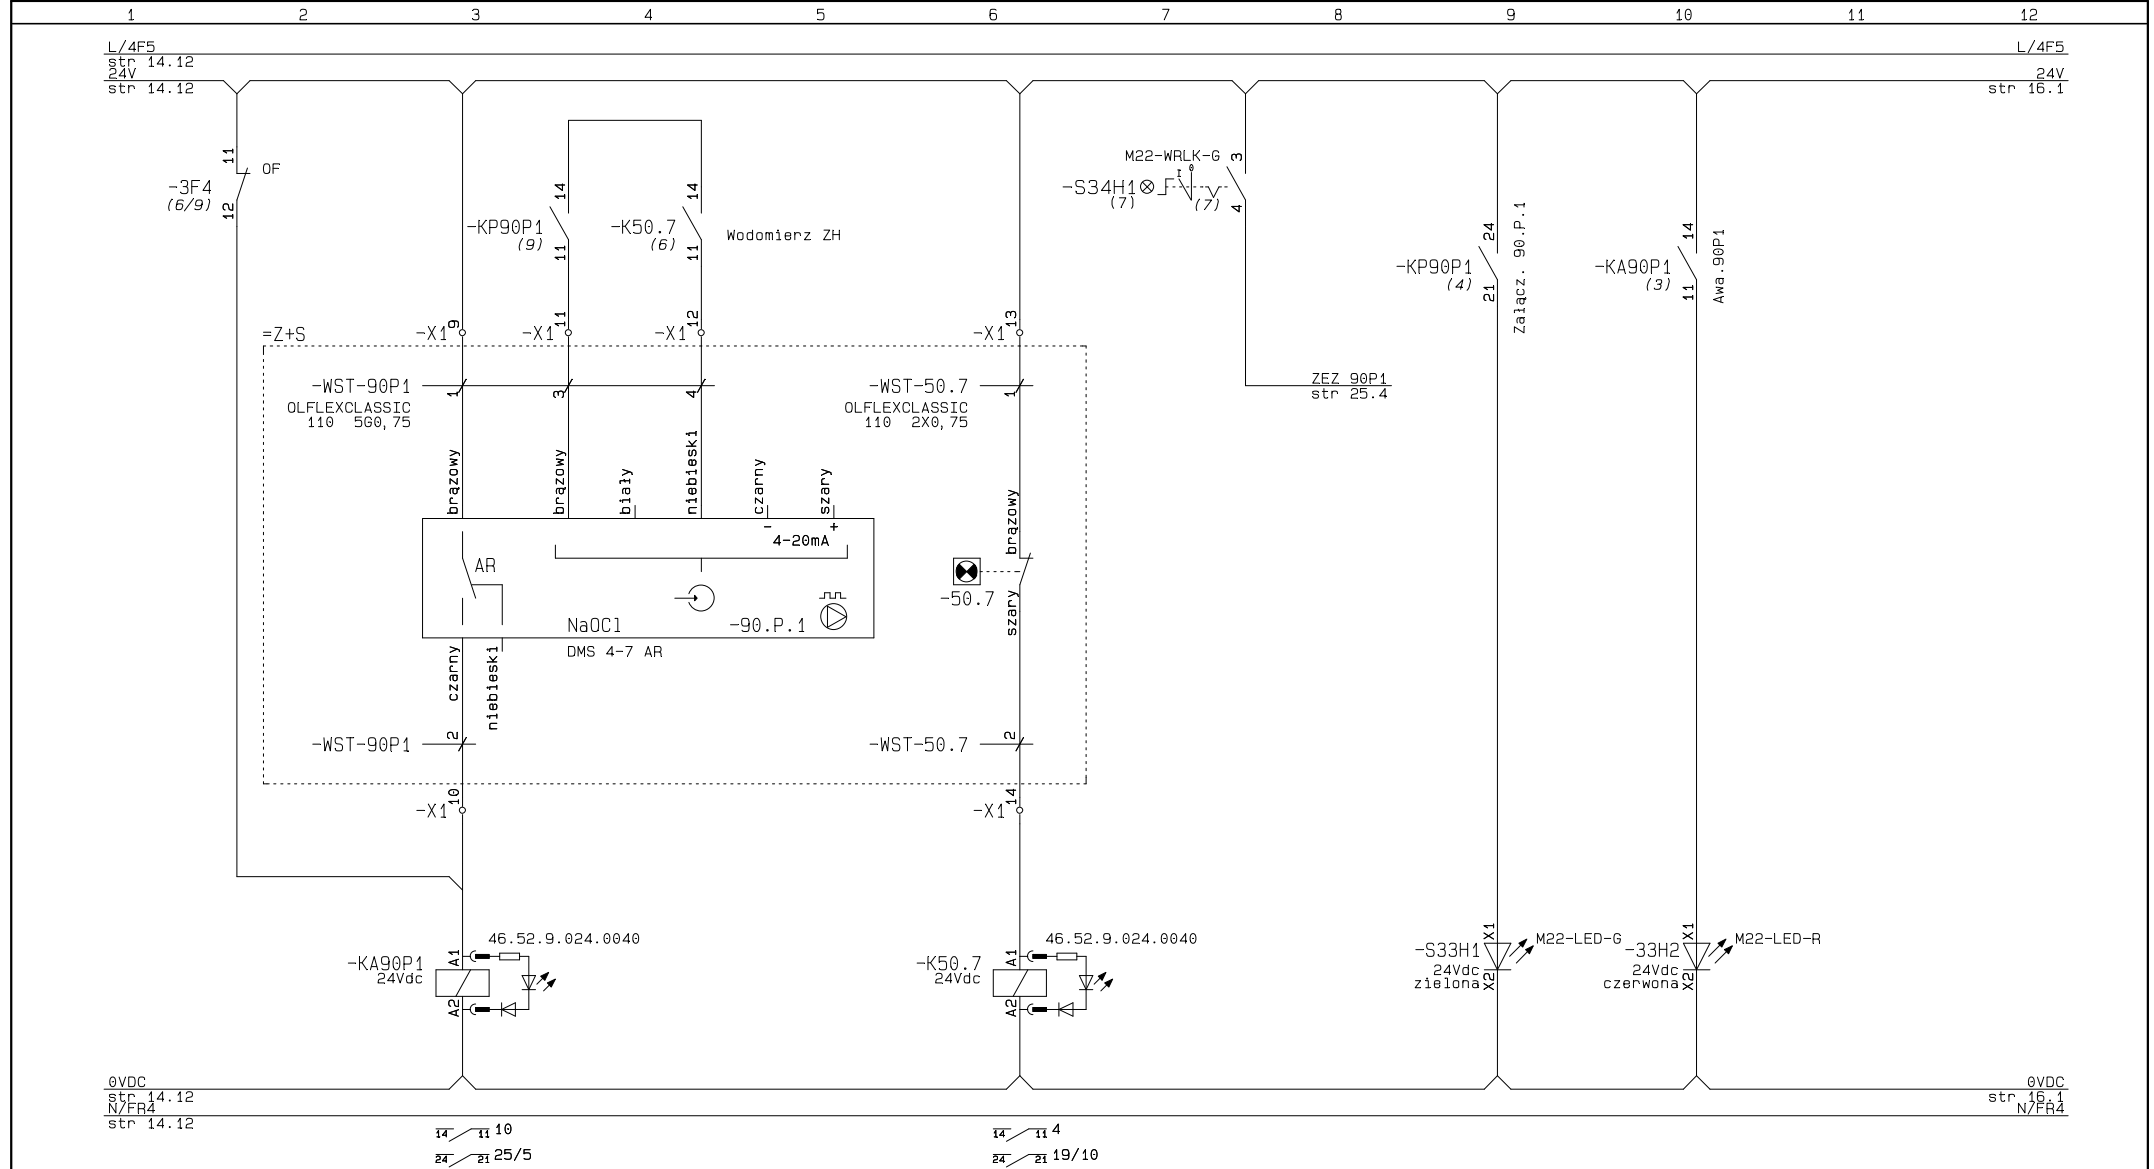 1 2 3 4 5 6 7 8 9 10 11 12
L/4F5
str 14.12
24V
str 14.12
L/4F5
24V
str 16.1
11
OF
-3F4
(6/9)
12
14
-KP90P1
(9)
11
14
-K50.7
(6)
11
Wodomierz ZH
M22-WRLK-G
3
I 0
-S34H1
(7)
(7)
4
24
-KP90P1
(4)
21
Załącz. 90.P.1
14
-KA90P1
(3)
11
Awa.90P1
=Z+S
-X1 9
-X1 11
-X1 12
-X1 13
-WST-90P1
1
3
4
OLFLEXCLASSIC
110 5G0,75
-WST-50.7
1
OLFLEXCLASSIC
110 2X0,75
ZEZ 90P1
str 25.4
brązowy
brązowy
biały
niebieski
czarny
szary
- +
4-20mA
AR
NaOCl
-90.P.1
DMS 4-7 AR
brązowy
-50.7
szary
czarny
niebieski
-WST-90P1
2
-WST-50.7
2
-X1 10
-X1 14
46.52.9.024.0040
A1
-KA90P1
24Vdc
A2
46.52.9.024.0040
A1
-K50.7
24Vdc
A2
X1
M22-LED-G
-S33H1
24Vdc
zielona
X2
X1
M22-LED-R
-33H2
24Vdc
czerwona
X2
0VDC
str 14.12
N/FR4
str 14.12
0VDC
str 16.1
N/FR4
14 11 10
24 21 25/5
14 11 4
24 21 19/10